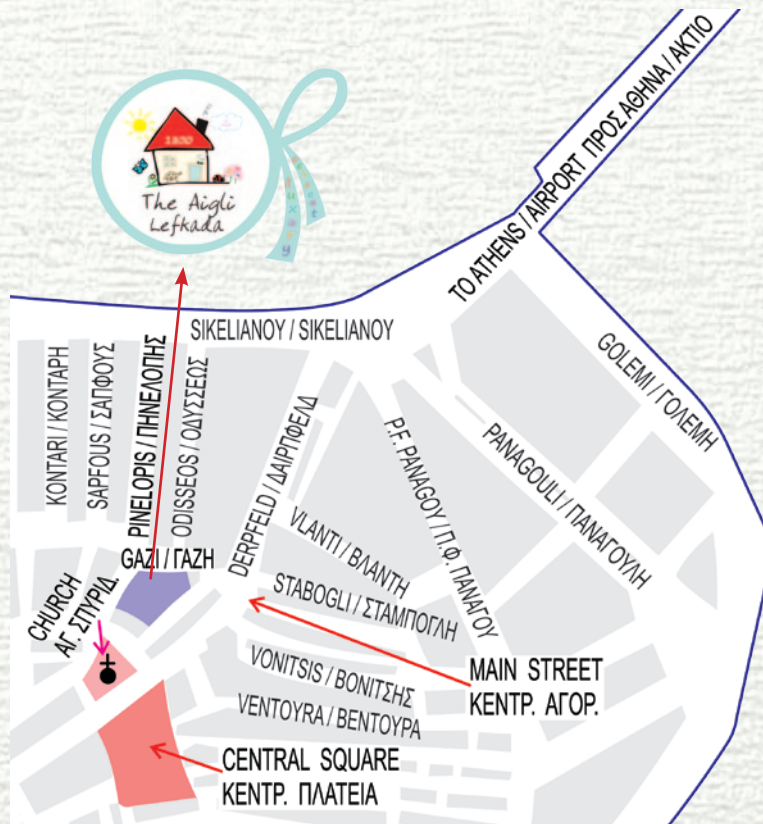 1800
The Aigli
Lefkada
luxury
TO ATHENS / AIRPORT ΠΡΟΣ ΑΘΗΝΑ / ΑΚΤΙΟ
SIKELIANOY / SIKELIANOY
GOLEMI / ΓΟΛΕΜΗ
KONTARI / ΚΟΝΤΑΡΗ
SAPFOUS / ΣΑΠΦΟΥΣ
PINELOPIS / ΠΗΝΕΛΟΠΗΣ
ODISSEOS / ΟΔΥΣΣΕΩΣ
DERPFELD / ΔΑΙΡΠΦΕΛΔ
P.F. PANAGOY / Π.Φ. ΠΑΝΑΓΟΥ
PANAGOULI / ΠΑΝΑΓΟΥΛΗ
GAZI / ΓΑΖΗ
VLANTI / ΒΛΑΝΤΗ
STABOGLI / ΣΤΑΜΠΟΓΛΗ
CHURCH
ΑΓ. ΣΠΥΡΙΔ.
VONITSIS / ΒΟΝΙΤΣΗΣ
VENTOYRA / ΒΕΝΤΟΥΡΑ
MAIN STREET
ΚΕΝΤΡ. ΑΓΟΡ.
CENTRAL SQUARE
ΚΕΝΤΡ. ΠΛΑΤΕΙΑ